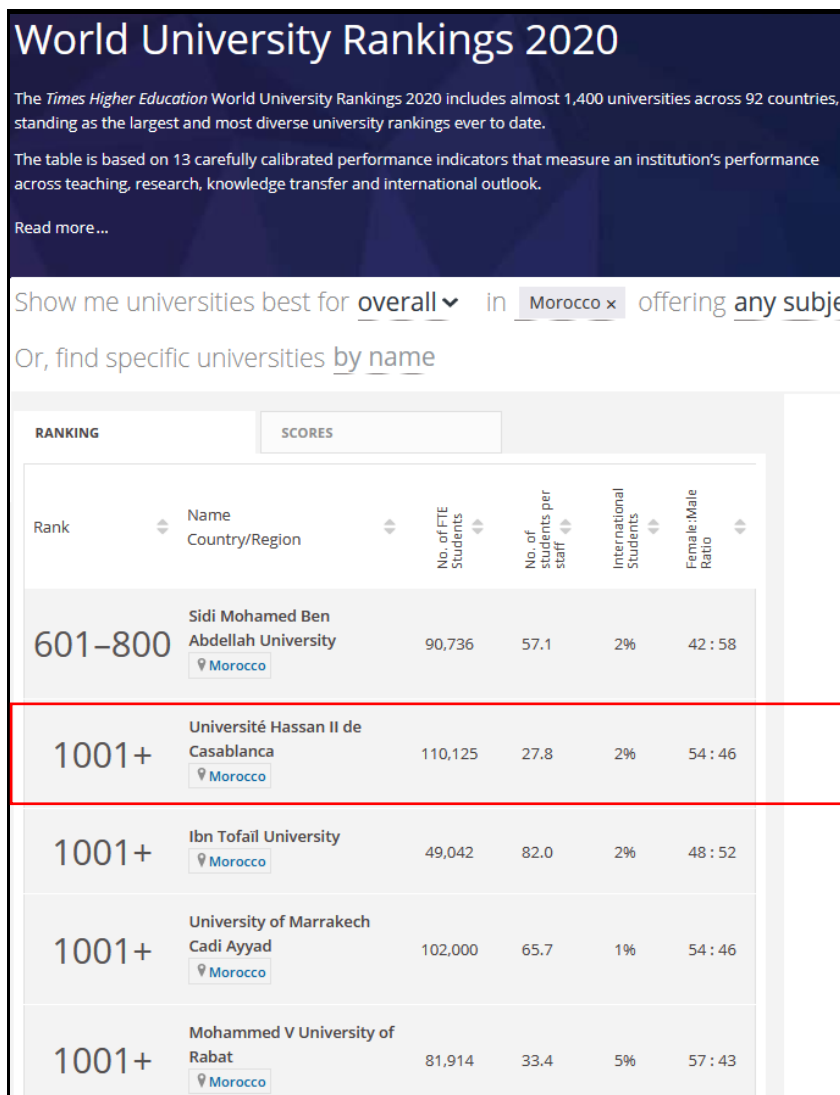 World University Rankings 2020
The Times Higher Education World University Rankings 2020 includes almost 1,400 universities across 92 countries,
standing as the largest and most diverse university rankings ever to date.
The table is based on 13 carefully calibrated performance indicators that measure an institution's performance
across teaching, research, knowledge transfer and international outlook.
Read more...
Show me universities best for overall in Morocco × offering any subje
Or, find specific universities by name
RANKING SCORES
Rank
Name
Country/Region
No. of FTE
Students
No. of
students per
staff
International
Students
Female:Male
Ratio
601–800
Sidi Mohamed Ben
Abdellah University
Morocco
90,736 57.1 2% 42 : 58
1001+
Université Hassan II de
Casablanca
Morocco
110,125 27.8 2% 54 : 46
1001+
Ibn Tofaïl University
Morocco
49,042 82.0 2% 48 : 52
1001+
University of Marrakech
Cadi Ayyad
Morocco
102,000 65.7 1% 54 : 46
1001+
Mohammed V University of
Rabat
Morocco
81,914 33.4 5% 57 : 43